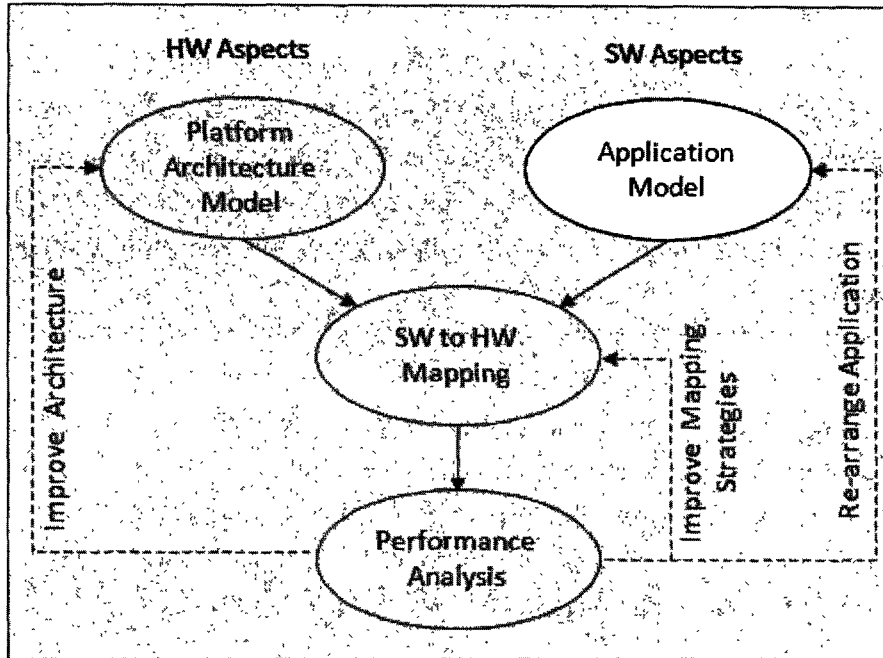 HW Aspects
SW Aspects
Platform
Architecture
Model
Application
Model
SW to HW
Mapping
Performance
Analysis
Improve Architecture
Improve Mapping
Strategies
Re-arrange Application